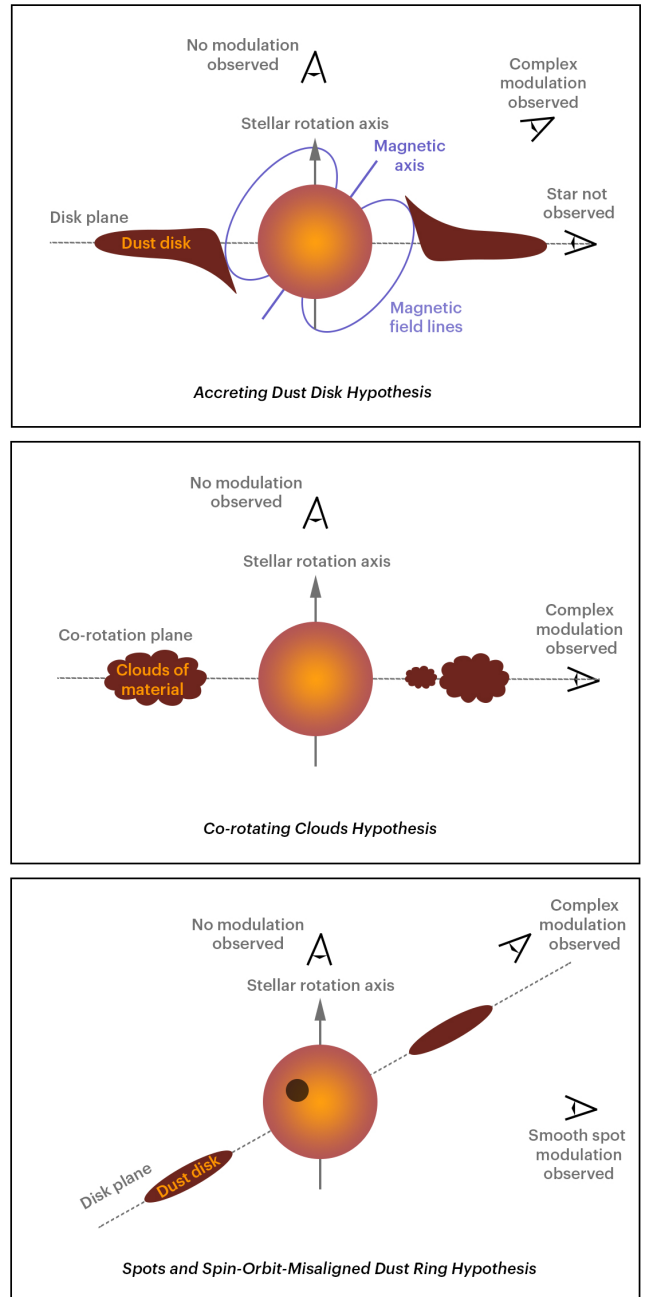 No modulation
observed
Complex
modulation
observed
Stellar rotation axis
Magnetic
axis
Star not
observed
Disk plane
Dust disk
Magnetic
field lines
Accreting Dust Disk Hypothesis
No modulation
observed
Stellar rotation axis
Complex
modulation
observed
Co-rotation plane
Clouds of
material
Co-rotating Clouds Hypothesis
Complex
modulation
observed
No modulation
observed
Stellar rotation axis
Smooth spot
modulation
observed
Disk plane
Dust disk
Spots and Spin-Orbit-Misaligned Dust Ring Hypothesis